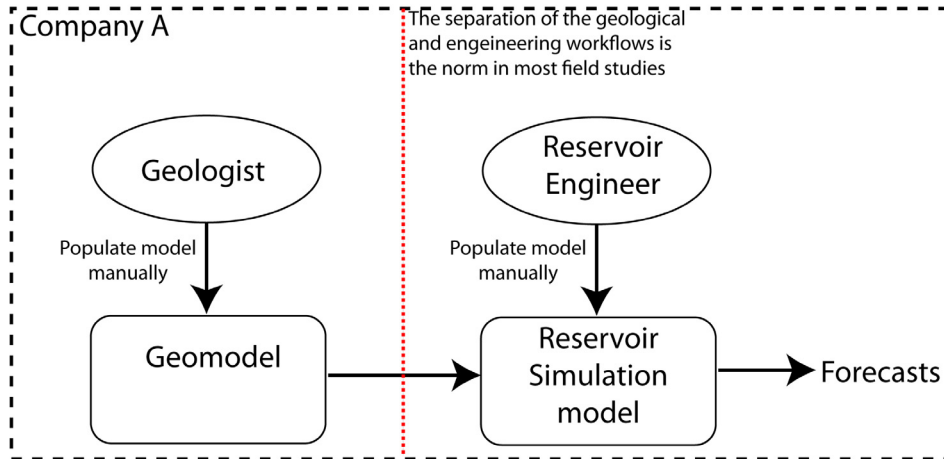 Company A
The separation of the geological
and engeineering workflows is
the norm in most field studies
Geologist
Reservoir
Engineer
Populate model
manually
Populate model
manually
Geomodel
Reservoir
Simulation
model
Forecasts